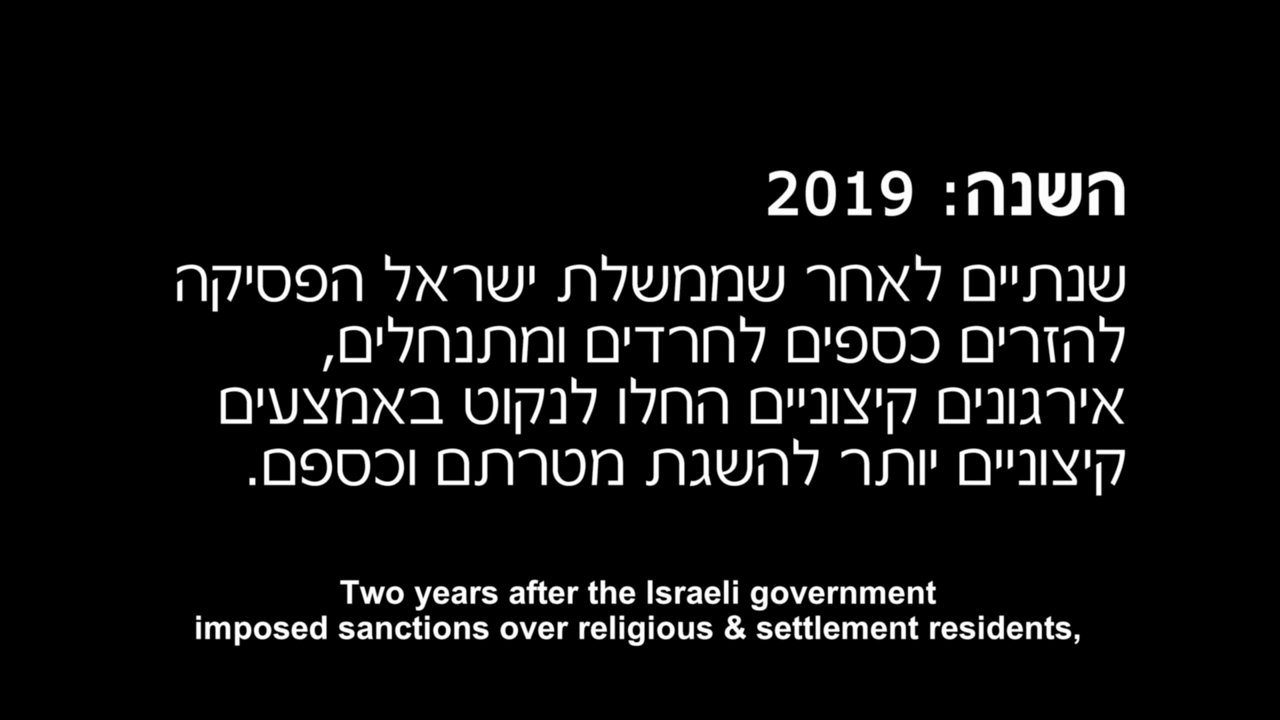 השנה: 2019
שנתיים לאחר שממשלת ישראל הפסיקה
להזרים כספים לחרדים ומתנחלים,
אירגונים קיצוניים החלו לנקוט באמצעים
קיצוניים יותר להשגת מטרתם וכספם.
Two years after the Israeli government
imposed sanctions over religious & settlement residents,